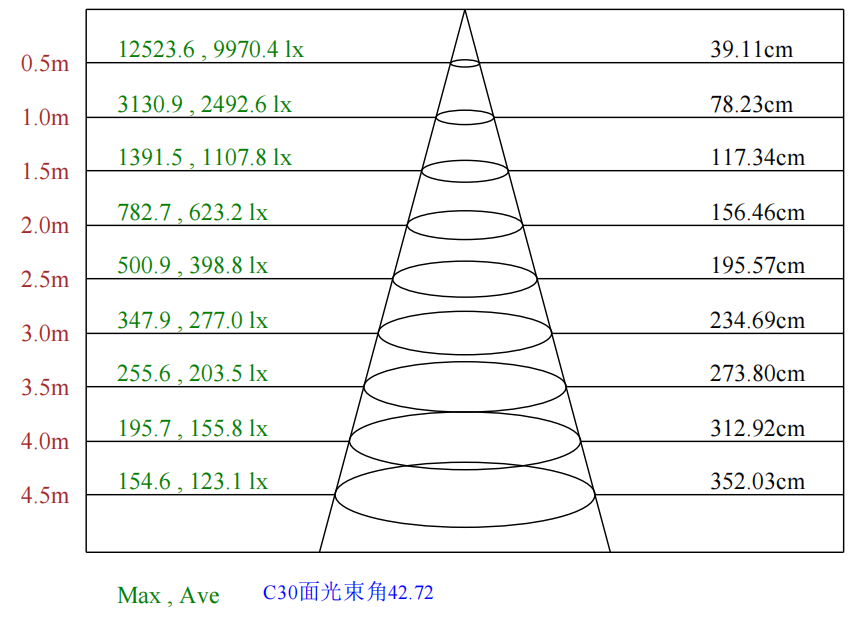 12523.6 , 9970.4 lx 39.11cm
0.5m
3130.9 , 2492.6 lx 78.23cm
1.0m
1391.5 , 1107.8 lx 117.34cm
1.5m
782.7 , 623.2 lx 156.46cm
2.0m
500.9 , 398.8 lx 195.57cm
2.5m
347.9 , 277.0 lx 234.69cm
3.0m
255.6 , 203.5 lx 273.80cm
3.5m
195.7 , 155.8 lx 312.92cm
4.0m
154.6 , 123.1 lx 352.03cm
4.5m
Max , Ave C30面光束角42.72